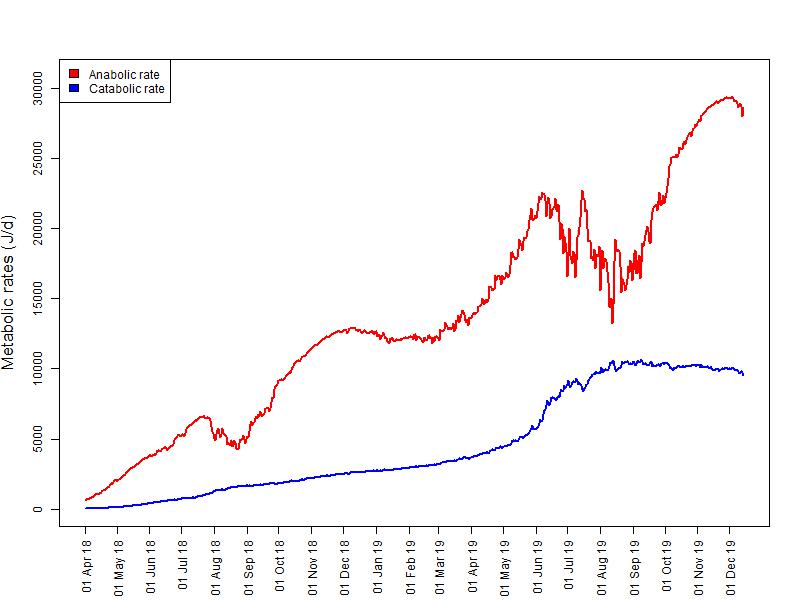 Anabolic rate
Catabolic rate
Metabolic rates (J/d)
30000
25000
20000
15000
10000
5000
0
01 Apr 18
01 May 18
01 Jun 18
01 Jul 18
01 Aug 18
01 Sep 18
01 Oct 18
01 Nov 18
01 Dec 18
01 Jan 19
01 Feb 19
01 Mar 19
01 Apr 19
01 May 19
01 Jun 19
01 Jul 19
01 Aug 19
01 Sep 19
01 Oct 19
01 Nov 19
01 Dec 19